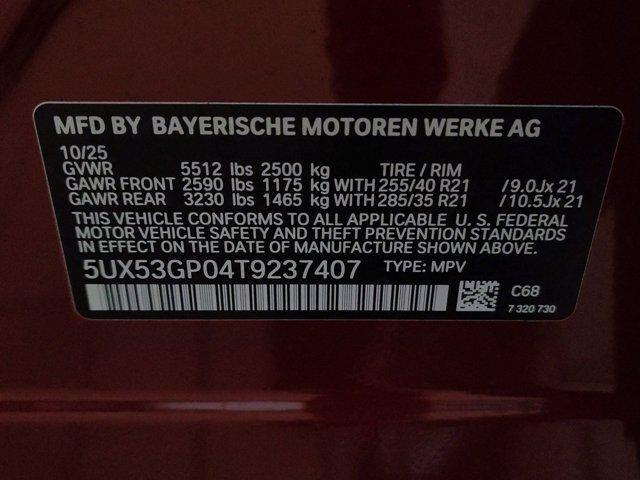 MFD BY BAYERISCHE MOTOREN WERKE AG
10/25
GVWR 5512 lbs 2500 kg TIRE / RIM
GAWR FRONT 2590 lbs 1175 kg WITH 255/40 R21 /9.0Jx 21
GAWR REAR 3230 lbs 1465 kg WITH 285/35 R21 /10.5Jx 21
THIS VEHICLE CONFORMS TO ALL APPLICABLE U. S. FEDERAL
MOTOR VEHICLE SAFETY AND THEFT PREVENTION STANDARDS
IN EFFECT ON THE DATE OF MANUFACTURE SHOWN ABOVE.
5UX53GP04T9237407 TYPE: MPV
C68
7 320 730